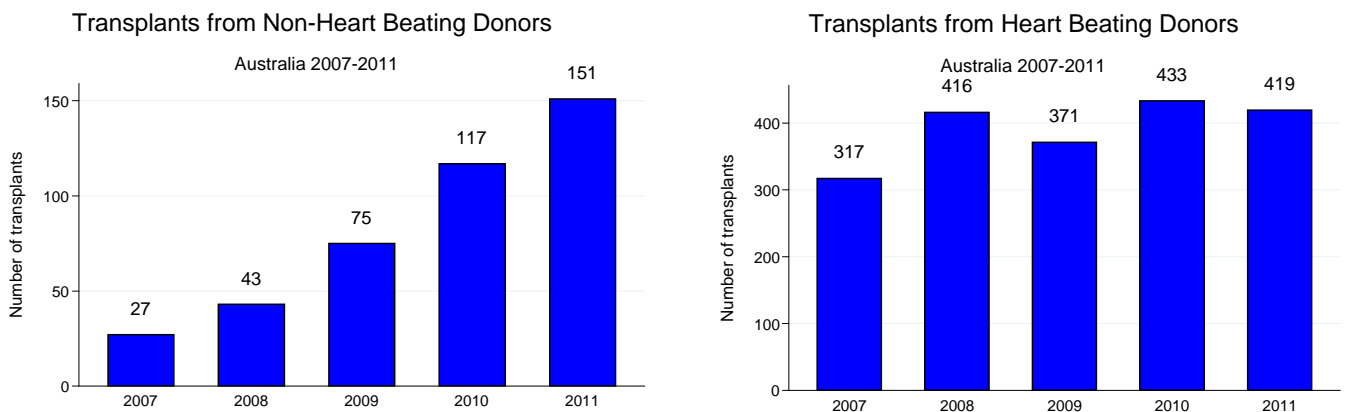 Transplants from Non-Heart Beating Donors
Australia 2007-2011
Number of transplants
150
100
50
0
27
43
75
117
151
2007 2008 2009 2010 2011
Transplants from Heart Beating Donors
Australia 2007-2011
Number of transplants
400
300
200
100
0
317
416
371
433
419
2007 2008 2009 2010 2011